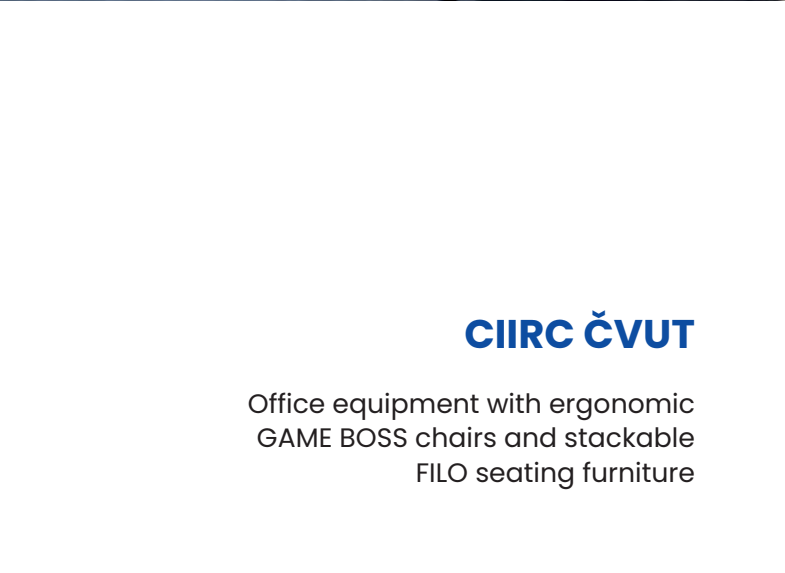 CIIRC ČVUT
Office equipment with ergonomic
GAME BOSS chairs and stackable
FILO seating furniture